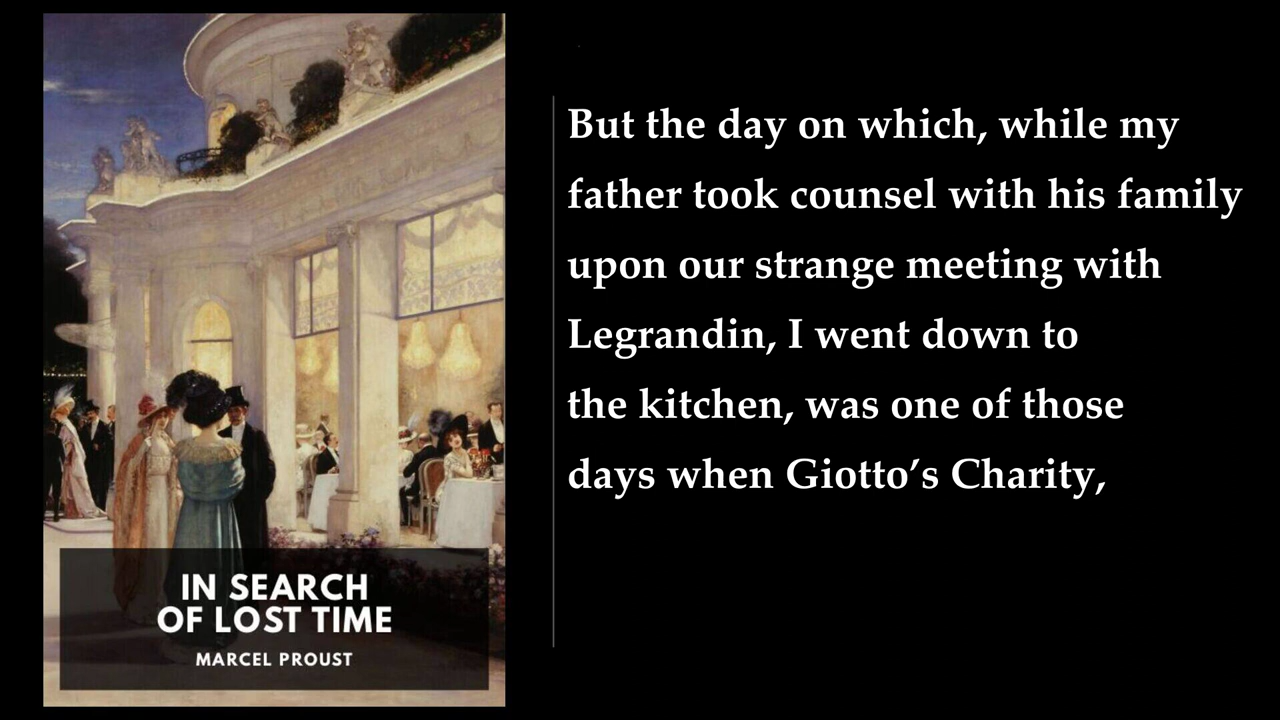 IN SEARCH
OF LOST TIME
MARCEL PROUST
But the day on which, while my
father took counsel with his family
upon our strange meeting with
Legrandin, I went down to
the kitchen, was one of those
days when Giotto’s Charity,